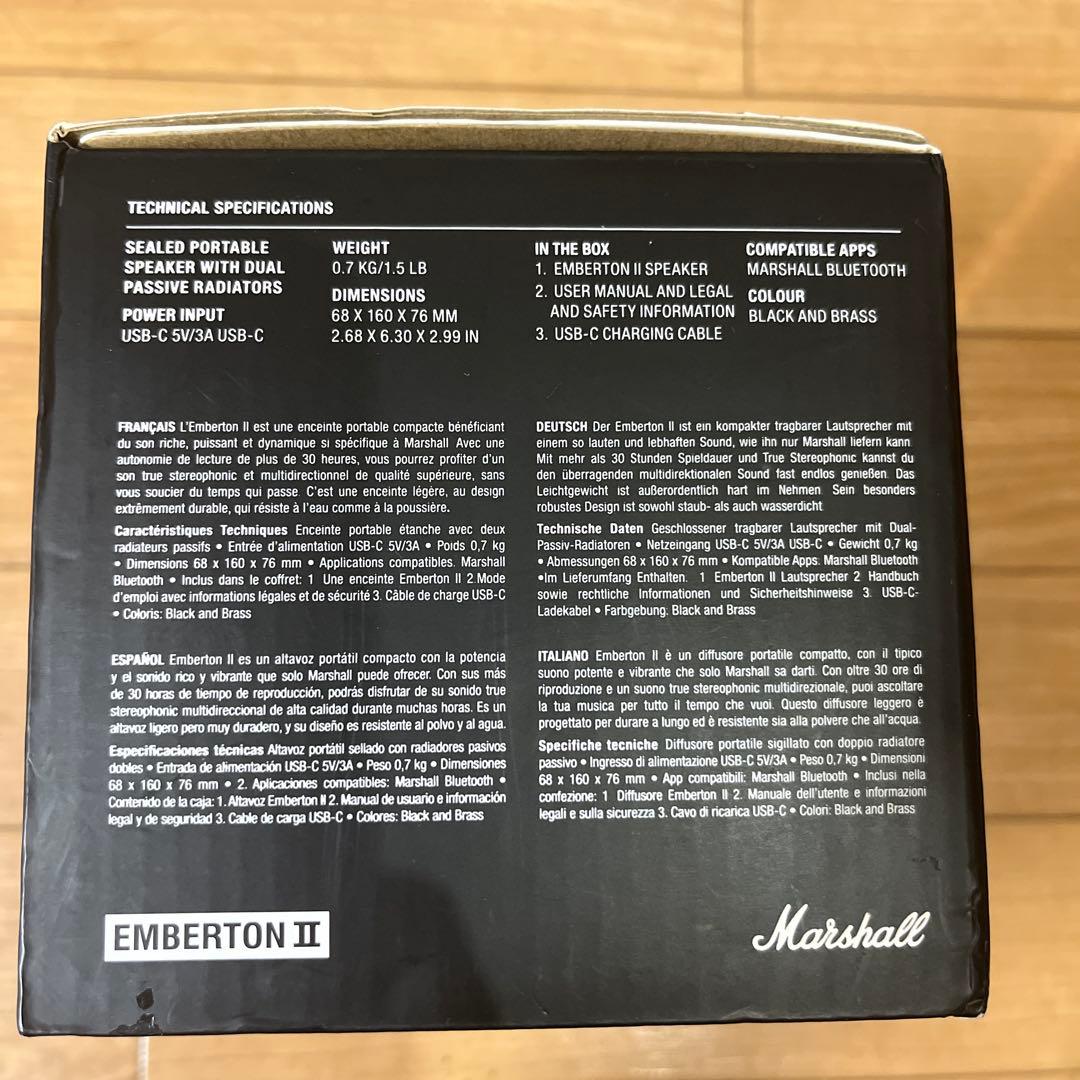 TECHNICAL SPECIFICATIONS
SEALED PORTABLE
SPEAKER WITH DUAL
PASSIVE RADIATORS
POWER INPUT
USB-C 5V/3A USB-C
WEIGHT
0.7 KG/1.5 LB
DIMENSIONS
68 X 160 X 76 MM
2.68 X 6.30 X 2.99 IN
IN THE BOX
1. EMBERTON II SPEAKER
2. USER MANUAL AND LEGAL
AND SAFETY INFORMATION
3. USB-C CHARGING CABLE
COMPATIBLE APPS
MARSHALL BLUETOOTH
COLOUR
BLACK AND BRASS
FRANÇAIS L'Emberton II est une enceinte portable compacte bénéficiant
du son riche, puissant et dynamique si spécifique à Marshall Avec une
autonomie de lecture de plus de 30 heures, vous pourrez profiter d'un
son true stereophonic et multidirectionnel de qualité supérieure, sans
vous soucier du temps qui passe. C'est une enceinte légère, au design
extrêmement durable, qui résiste à l'eau comme à la poussière.
Caractéristiques Techniques Enceinte portable étanche avec deux
radiateurs passifs • Entrée d'alimentation USB-C 5V/3A • Poids 0,7 kg
• Dimensions 68 x 160 x 76 mm • Applications compatibles. Marshall
Bluetooth • Inclus dans le coffret: 1 Une enceinte Emberton II 2.Mode
d'emploi avec informations légales et de sécurité 3. Câble de charge USB-C
• Coloris: Black and Brass
DEUTSCH Der Emberton II ist ein kompakter tragbarer Lautsprecher mit
einem so lauten und lebhaften Sound, wie ihn nur Marshall liefern kann
Mit mehr als 30 Stunden Spieldauer und True Stereophonic kannst du
den überragenden multidirektionalen Sound fast endlos genießen. Das
Leichtgewicht ist außerordentlich hart im Nehmen Sein besonders
robustes Design ist sowohl staub- als auch wasserdicht
Technische Daten Geschlossener tragbarer Lautsprecher mit Dual-
Passiv-Radiatoren • Netzeingang USB-C 5V/3A USB-C • Gewicht 0,7 kg
• Abmessungen 68 x 160 x 76 mm • Kompatible Apps. Marshall Bluetooth
•Im Lieferumfang Enthalten. 1 Emberton II Lautsprecher 2 Handbuch
sowie rechtliche Informationen und Sicherheitshinweise 3. USB-C-
Ladekabel • Farbgebung: Black and Brass
ESPAÑOL Emberton II es un altavoz portátil compacto con la potencia
y el sonido rico y vibrante que solo Marshall puede ofrecer. Con sus más
de 30 horas de tiempo de reproducción, podrás disfrutar de su sonido true
stereophonic multidireccional de alta calidad durante muchas horas. Es un
altavoz ligero pero muy duradero, y su diseño es resistente al polvo y al agua.
Especificaciones técnicas Altavoz portátil sellado con radiadores pasivos
dobles • Entrada de alimentación USB-C 5V/3A • Peso 0,7 kg • Dimensiones
68 x 160 x 76 mm • 2. Aplicaciones compatibles: Marshall Bluetooth •
Contenido de la caja: 1. Altavoz Emberton II 2. Manual de usuario e información
legal y de seguridad 3. Cable de carga USB-C • Colores: Black and Brass
ITALIANO Emberton II è un diffusore portatile compatto, con il tipico
suono potente e vibrante che solo Marshall sa darti. Con oltre 30 ore di
riproduzione e un suono true stereophonic multidirezionale, puoi ascoltare
la tua musica per tutto il tempo che vuoi. Questo diffusore leggero è
progettato per durare a lungo ed è resistente sia alla polvere che all'acqua.
Specifiche tecniche Diffusore portatile sigillato con doppio radiatore
passivo • Ingresso di alimentazione USB-C 5V/3A • Peso 0,7 kg • Dimensioni
68 x 160 x 76 mm • App compatibili: Marshall Bluetooth • Inclusi nella
confezione: 1 Diffusore Emberton II 2. Manuale dell'utente e informazioni
legali e sulla sicurezza 3. Cavo di ricarica USB-C • Colori: Black and Brass
EMBERTON II
Marshall